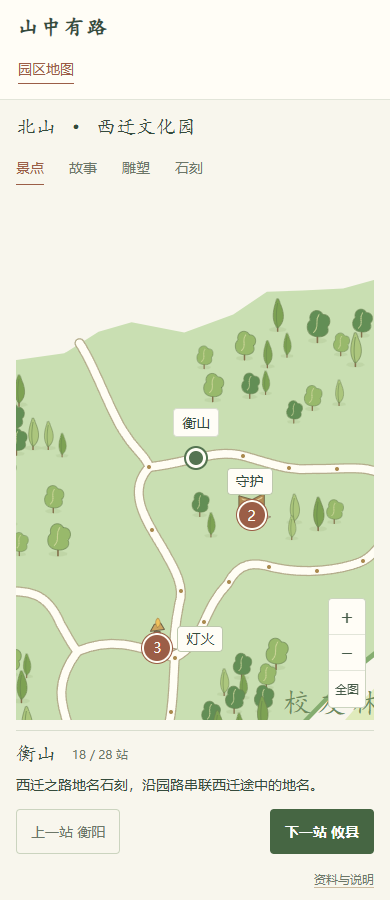 山中有路
园区地图
北山 • 西迁文化园
景点 故事 雕塑 石刻
衡山
守护
2
+
−
灯火
3
全图
校友林
衡山 18 / 28 站
西迁之路地名石刻，沿园路串联西迁途中的地名。
上一站 衡阳
下一站 攸县
资料与说明